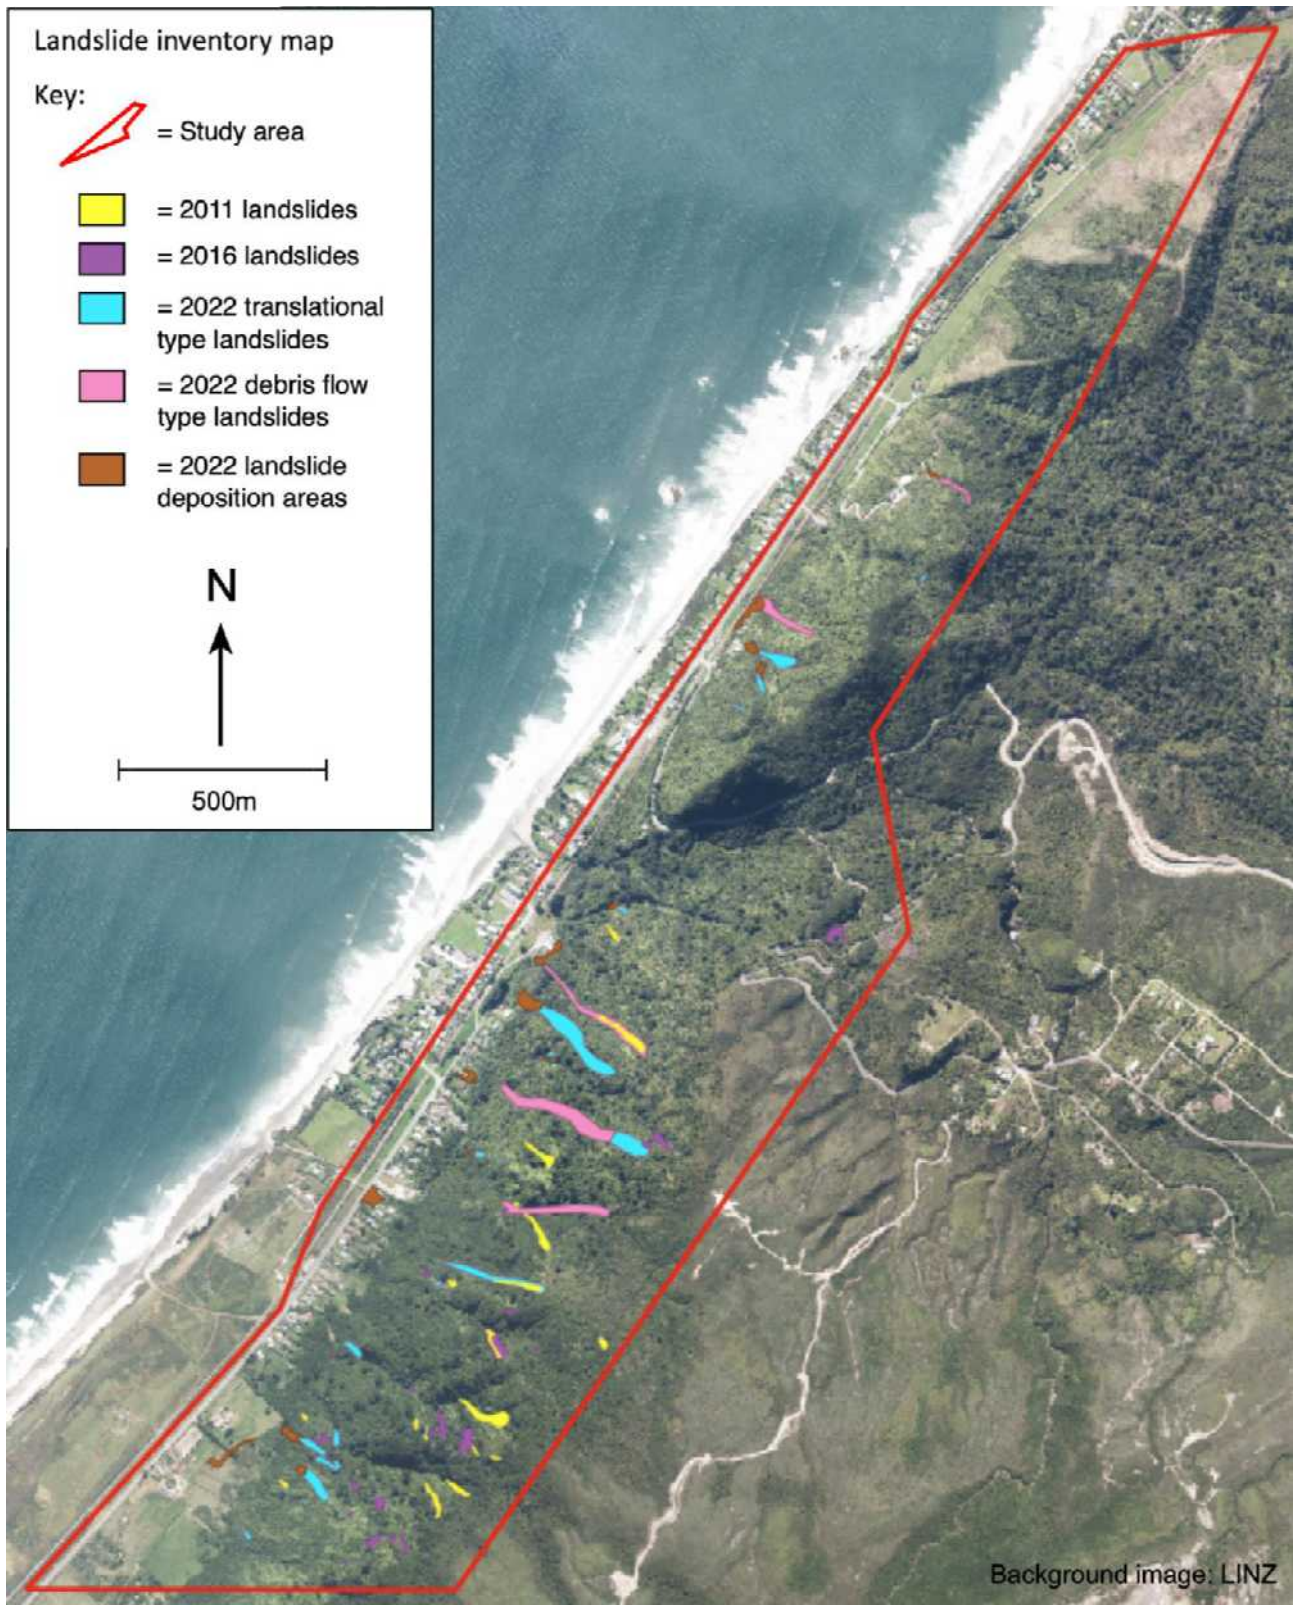 Landslide inventory map
Key:
= Study area
= 2011 landslides
= 2016 landslides
= 2022 translational
type landslides
= 2022 debris flow
type landslides
= 2022 landslide
deposition areas
N
500m
Background image: LINZ